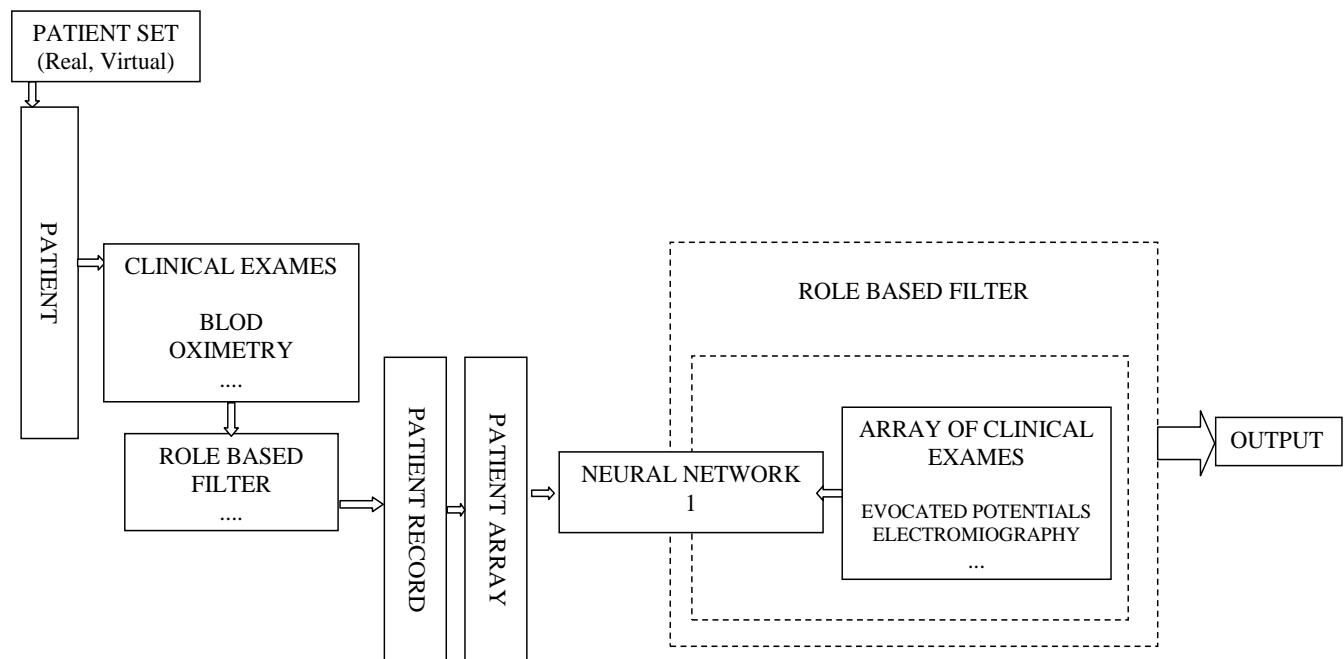 PATIENT SET
(Real, Virtual)
PATIENT
CLINICAL EXAMES
BLOD
OXIMETRY
....
ROLE BASED
FILTER
....
PATIENT RECORD
PATIENT ARRAY
NEURAL NETWORK
1
ROLE BASED FILTER
ARRAY OF CLINICAL
EXAMES
EVOCATED POTENTIALS
ELECTROMIOGRAPHY
...
OUTPUT